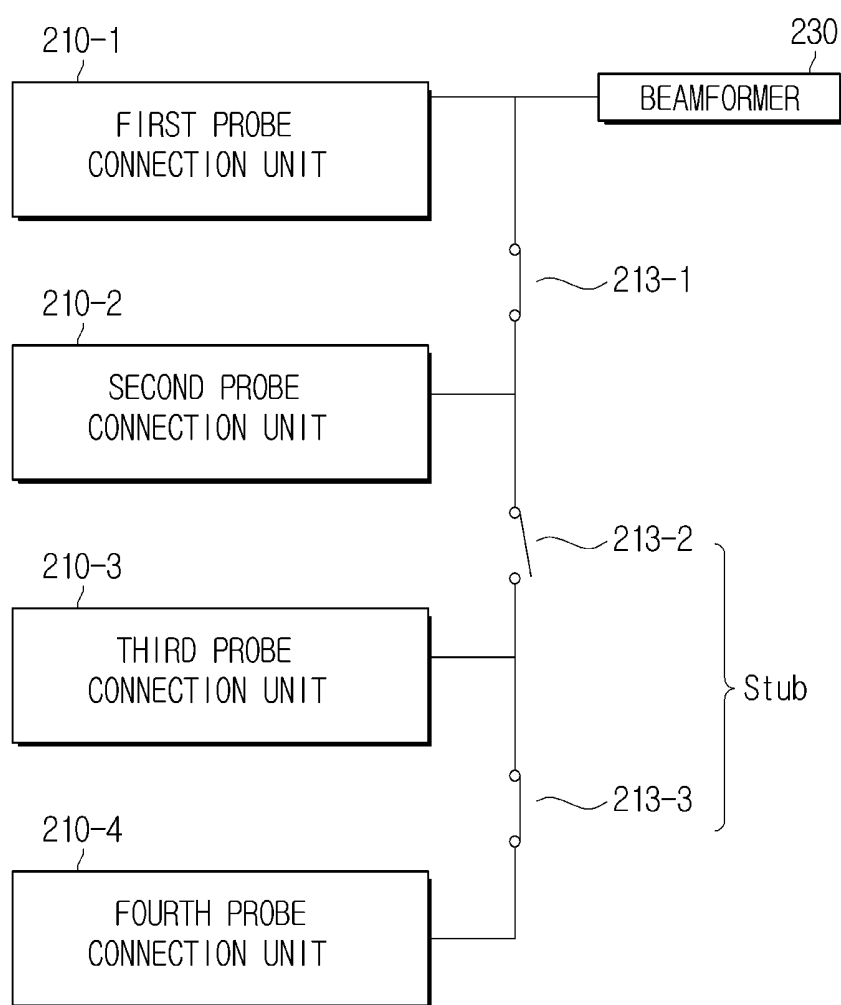 210-1
230
FIRST PROBE
CONNECTION UNIT
BEAMFORMER
213-1
210-2
SECOND PROBE
CONNECTION UNIT
213-2
210-3
THIRD PROBE
CONNECTION UNIT
Stub
213-3
210-4
FOURTH PROBE
CONNECTION UNIT